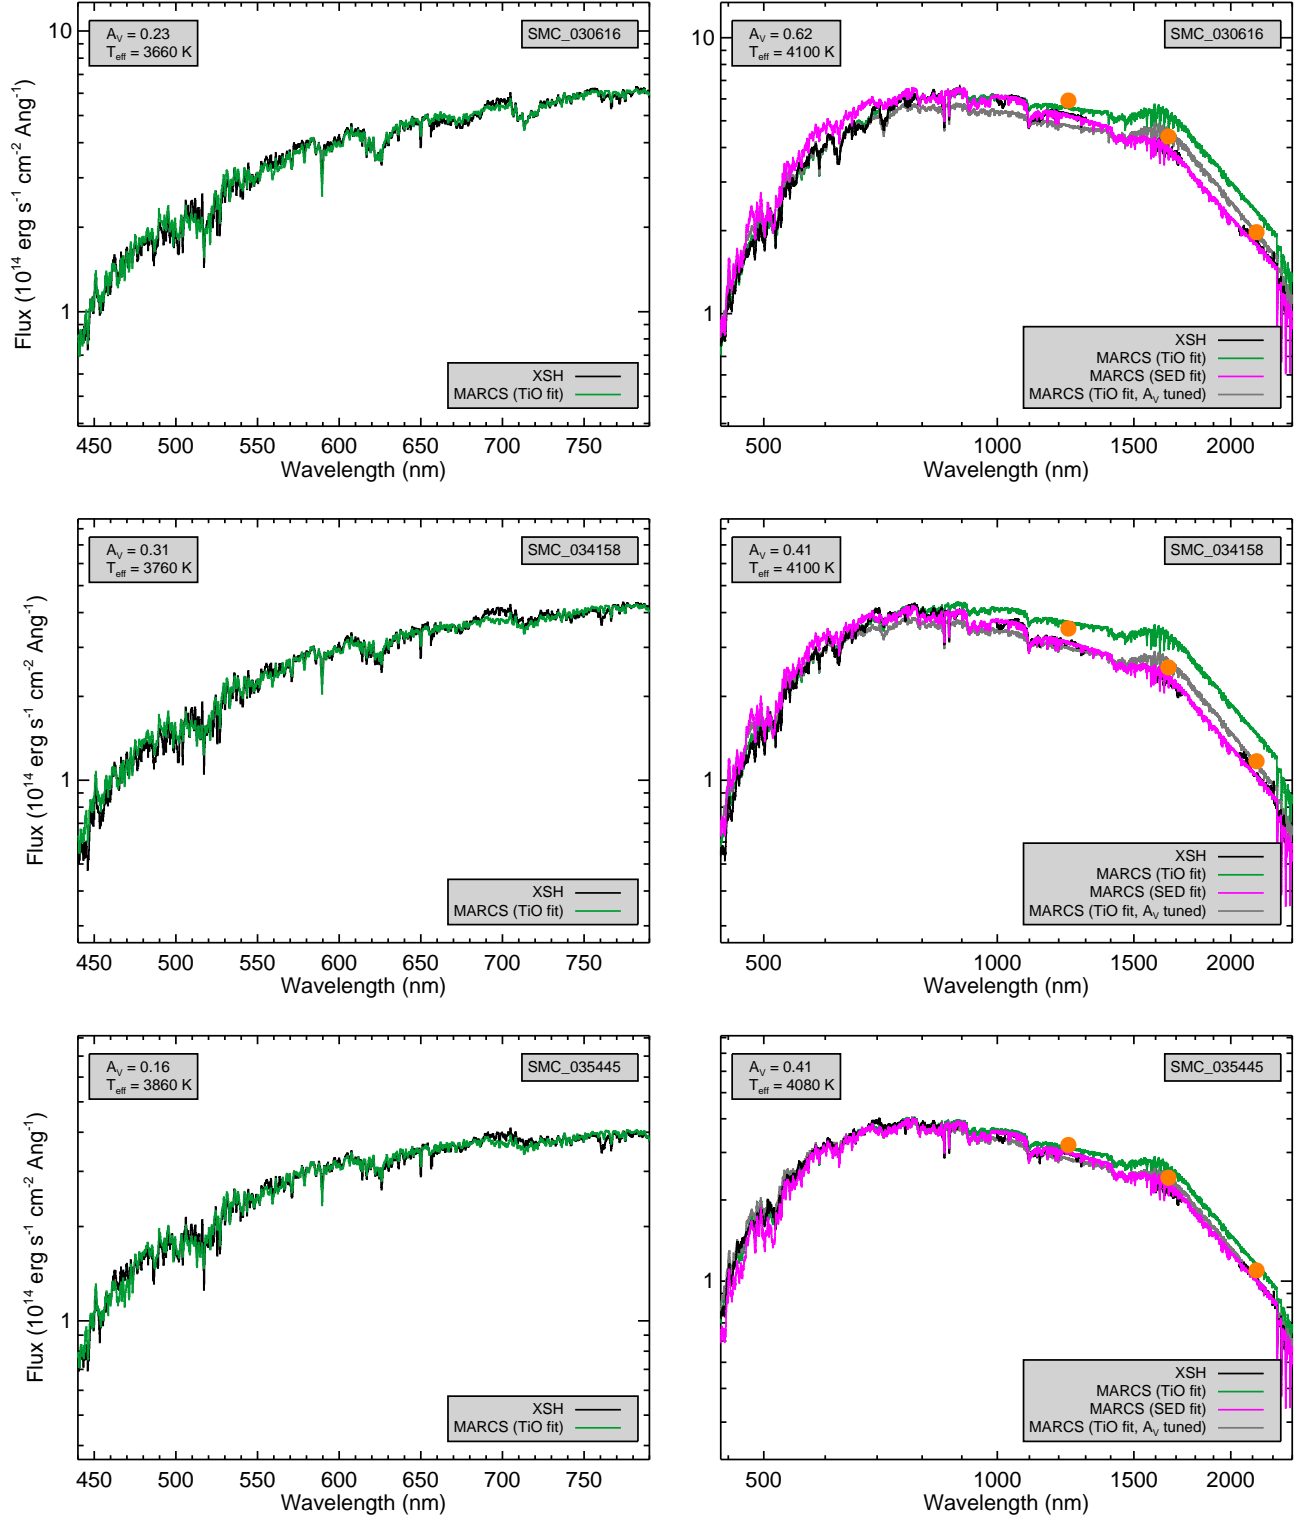 A_V = 0.23
T_eff = 3660 K
SMC_030616
10
1
Flux (10^14 erg s^-1 cm^-2 Ang^-1)
XSH
MARCS (TiO fit)
450 500 550 600 650 700 750
Wavelength (nm)
A_V = 0.62
T_eff = 4100 K
SMC_030616
10
1
XSH
MARCS (TiO fit)
MARCS (SED fit)
MARCS (TiO fit, A_V tuned)
500 1000 1500 2000
Wavelength (nm)
A_V = 0.31
T_eff = 3760 K
SMC_034158
1
Flux (10^14 erg s^-1 cm^-2 Ang^-1)
XSH
MARCS (TiO fit)
450 500 550 600 650 700 750
Wavelength (nm)
A_V = 0.41
T_eff = 4100 K
SMC_034158
1
XSH
MARCS (TiO fit)
MARCS (SED fit)
MARCS (TiO fit, A_V tuned)
500 1000 1500 2000
Wavelength (nm)
A_V = 0.16
T_eff = 3860 K
SMC_035445
1
Flux (10^14 erg s^-1 cm^-2 Ang^-1)
XSH
MARCS (TiO fit)
450 500 550 600 650 700 750
Wavelength (nm)
A_V = 0.41
T_eff = 4080 K
SMC_035445
1
XSH
MARCS (TiO fit)
MARCS (SED fit)
MARCS (TiO fit, A_V tuned)
500 1000 1500 2000
Wavelength (nm)